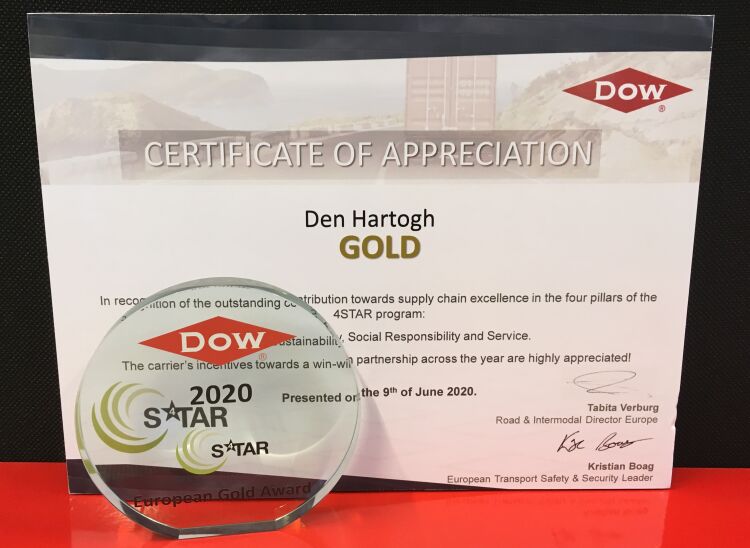 DOW
CERTIFICATE OF APPRECIATION
Den Hartogh
GOLD
In recognition of the outstanding contribution towards supply chain excellence in the four pillars of the
4STAR program:
Sustainability, Social Responsibility and Service.
The carrier's incentives towards a win-win partnership across the year are highly appreciated!
Presented on the 9th of June 2020.
Tabita Verburg
Road & Intermodal Director Europe
Kristian Boag
European Transport Safety & Security Leader
DOW
2020
S4TAR
S4TAR
European Gold Award